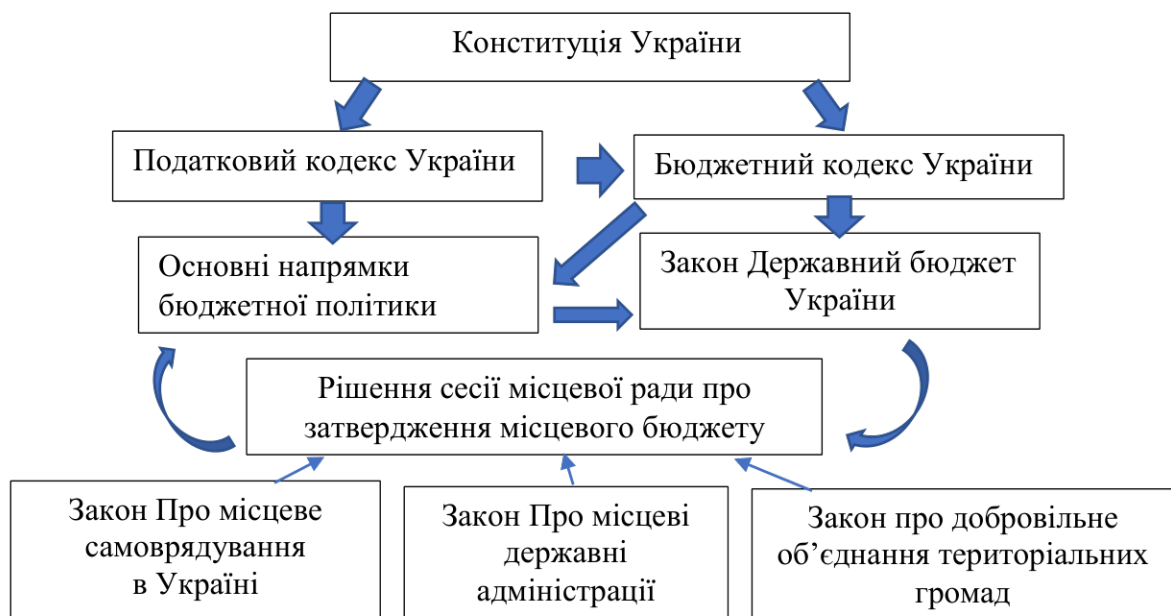 Конституція України
Податковий кодекс України
Бюджетний кодекс України
Основні напрямки
бюджетної політики
Закон Державний бюджет
України
Рішення сесії місцевої ради про
затвердження місцевого бюджету
Закон Про місцеве
самоврядування
в Україні
Закон Про місцеві
державні
адміністрації
Закон про добровільне
об’єднання територіальних
громад